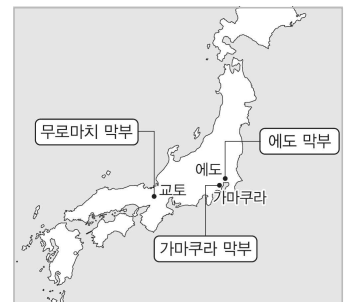 무로마치 막부
에도 막부
에도
교토
가마쿠라
가마쿠라 막부